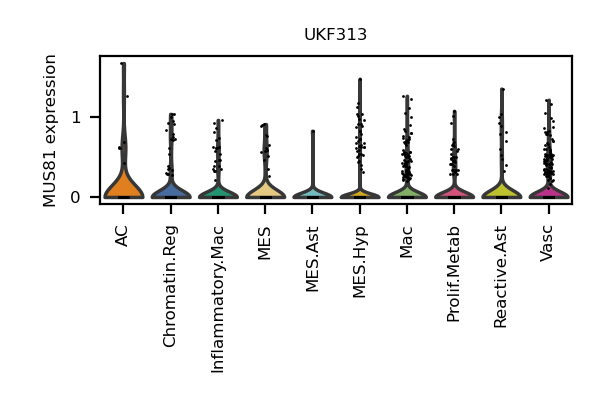 UKF313
MUS81 expression
1
0
AC
Chromatin.Reg
Inflammatory.Mac
MES
MES.Ast
MES.Hyp
Mac
Prolif.Metab
Reactive.Ast
Vasc